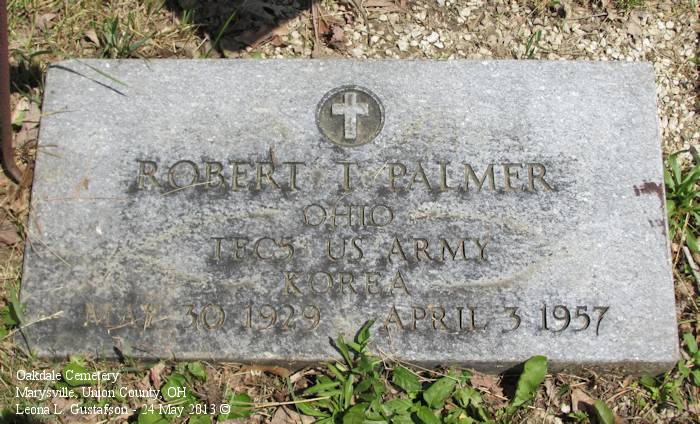 ROBERT T PALMER
OHIO
TEC5 US ARMY
KOREA
MAY 30 1929 APRIL 3 1957
Oakdale Cemetery
Marysville, Union County, OH
Leona L. Gustafson - 24 May 2013 ©